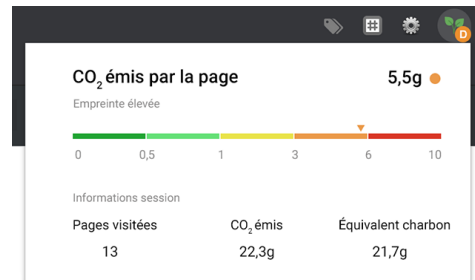 D
CO₂ émis par la page 5,5g
Empreinte élevée
0 0,5 1 3 6 10
Informations session
Pages visitées CO₂ émis Équivalent charbon
13 22,3g 21,7g